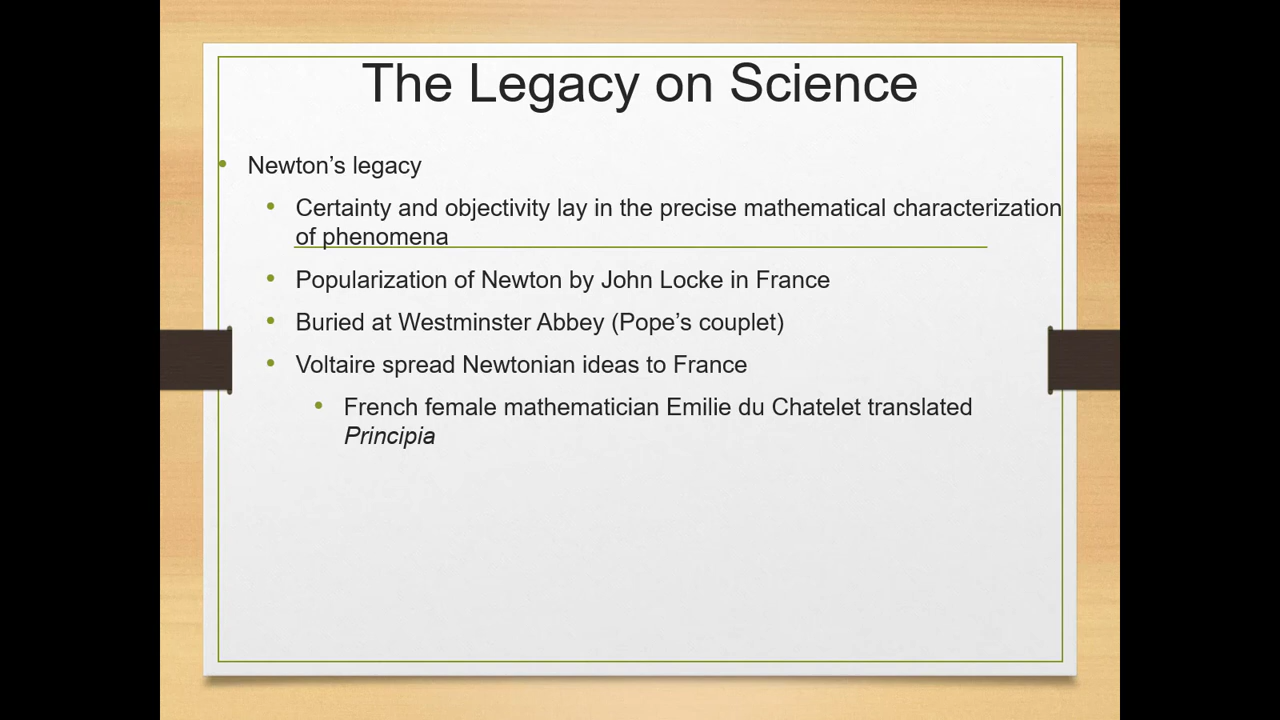 The Legacy on Science
• Newton’s legacy
• Certainty and objectivity lay in the precise mathematical characterization
of phenomena
• Popularization of Newton by John Locke in France
• Buried at Westminster Abbey (Pope’s couplet)
• Voltaire spread Newtonian ideas to France
• French female mathematician Emilie du Chatelet translated
Principia